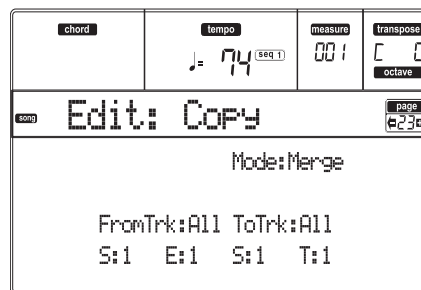 chord tempo measure transpose
♩= 74 seq 1 001 C
octave
song Edit: Copy page
23
Mode:Merge
FromTrk:All ToTrk:All
S:1 E:1 S:1 T:1